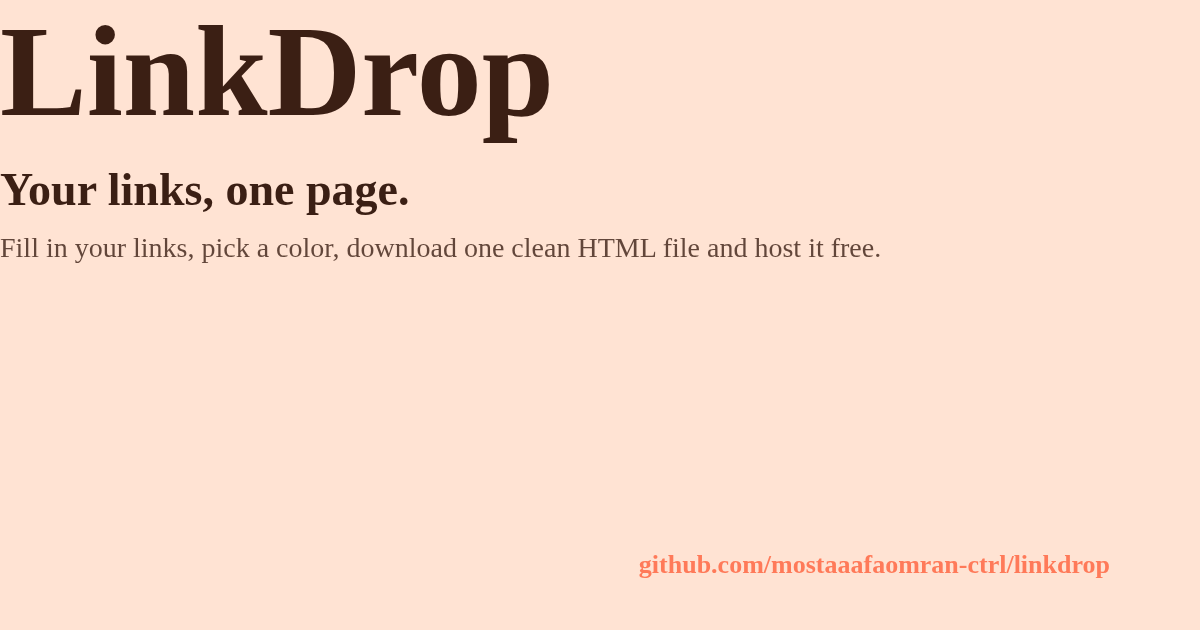 LinkDrop
Your links, one page.
Fill in your links, pick a color, download one clean HTML file and host it free.
github.com/mostaaafaomran-ctrl/linkdrop